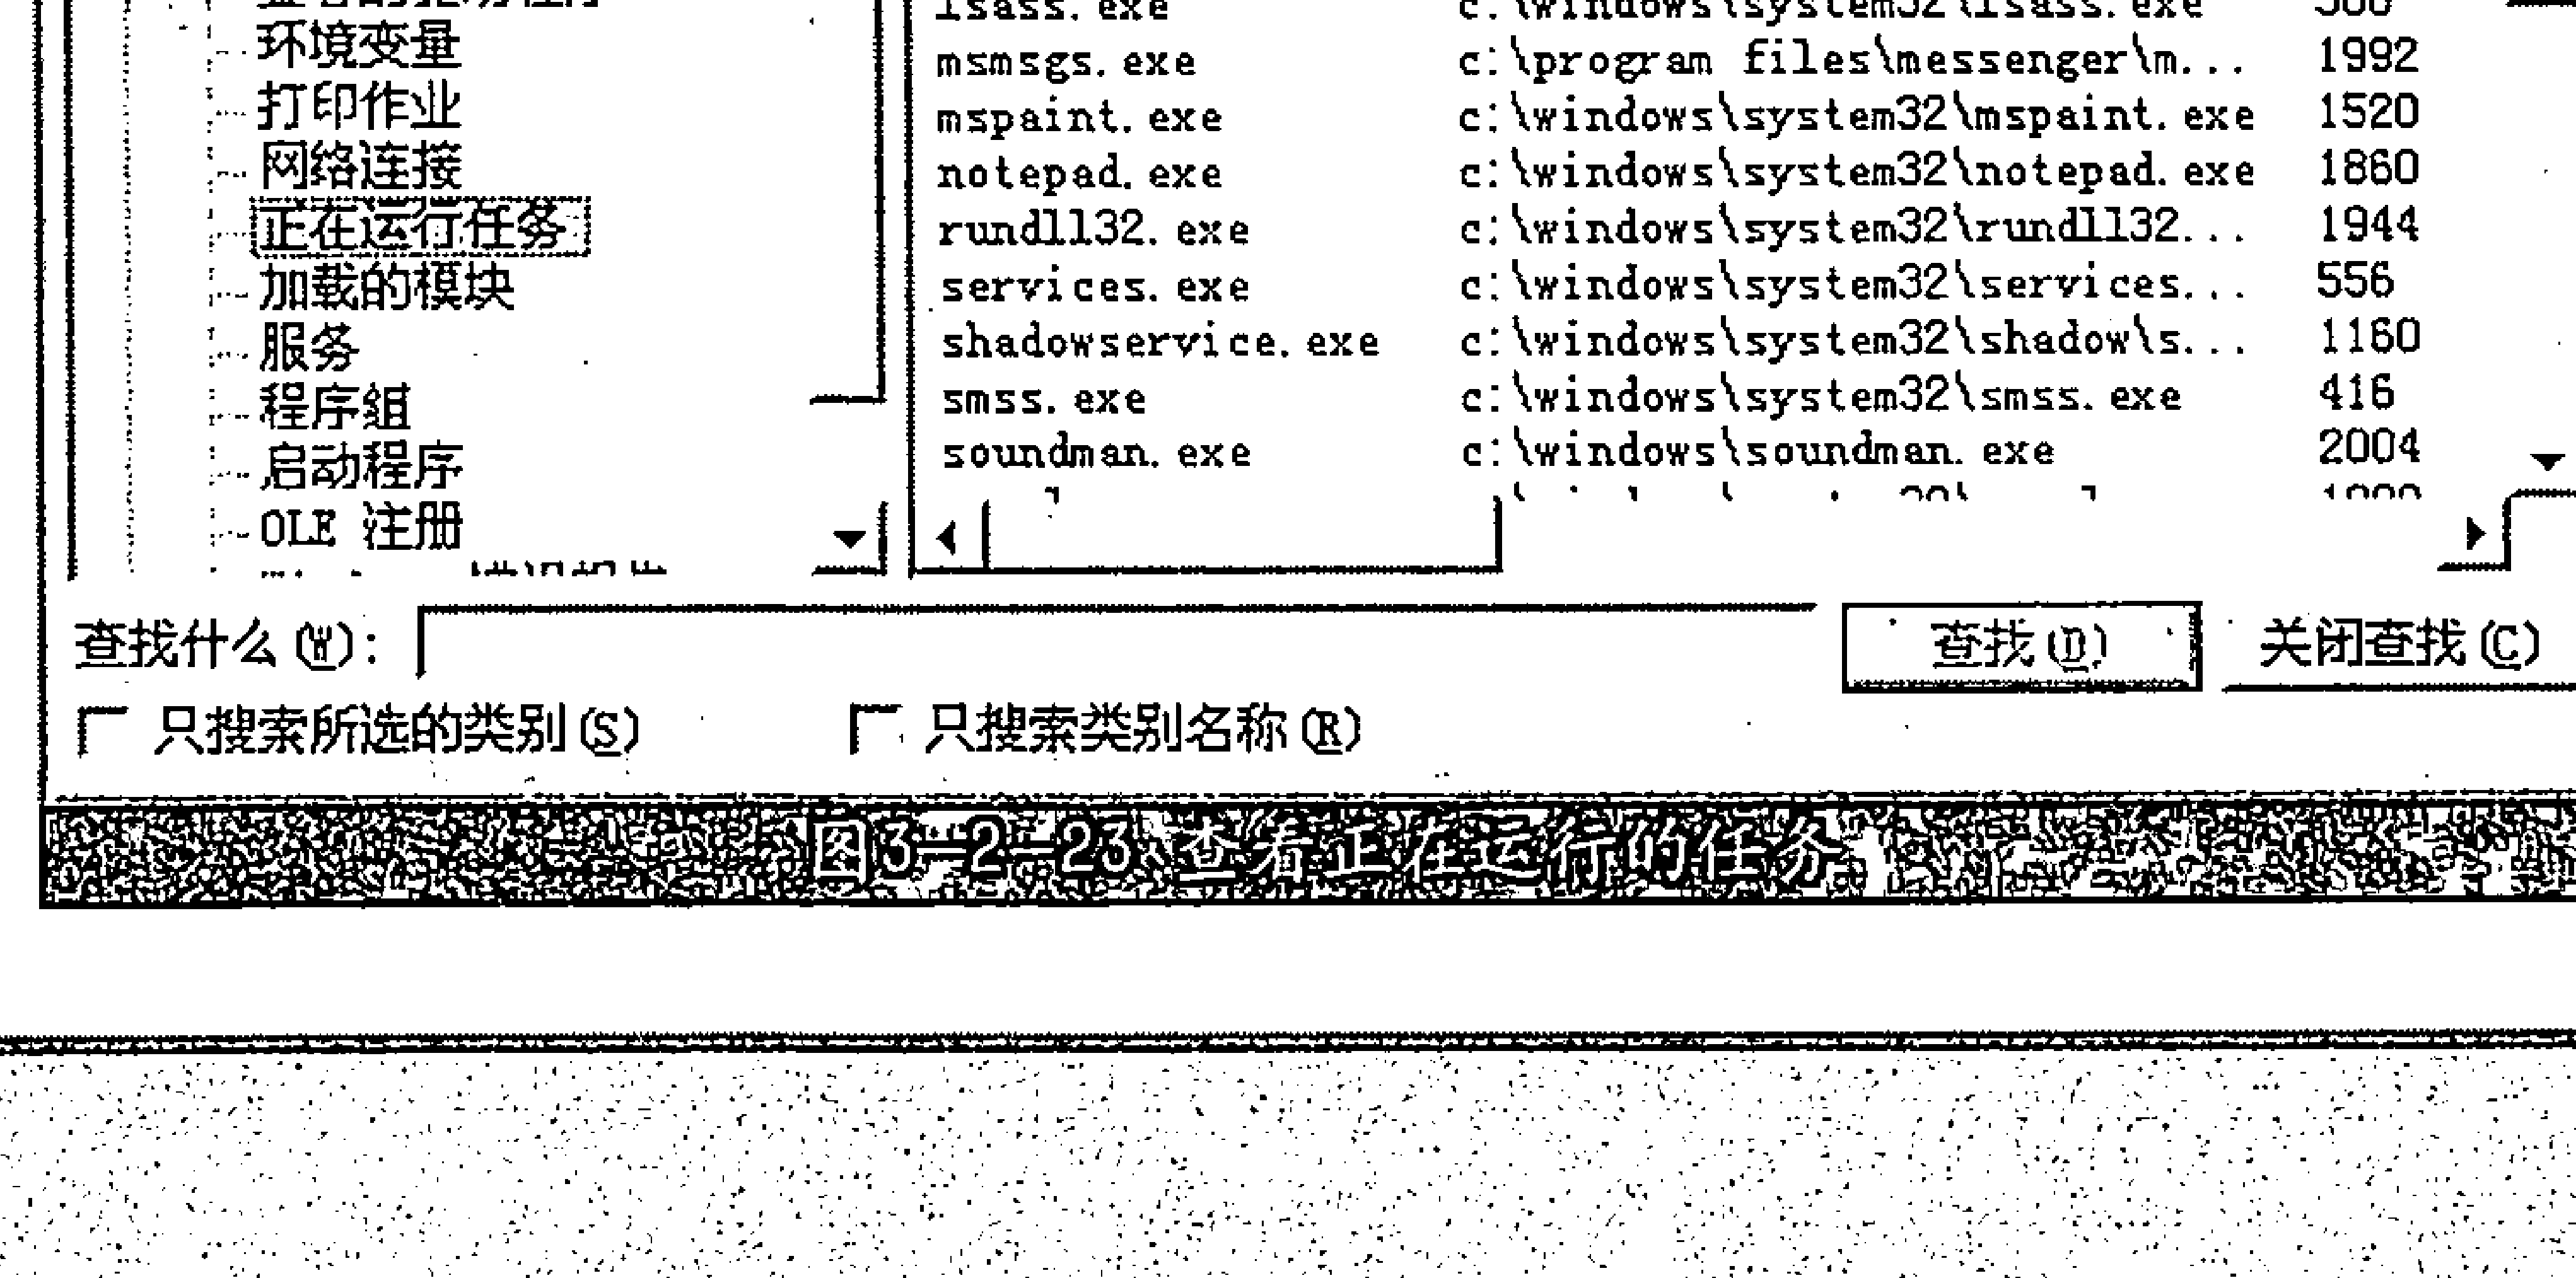 环境变量
打印作业
网络连接
正在运行任务
加载的模块
服务
程序组
启动程序
OLE 注册
lsass.exe c:\windows\system32\lsass.exe
msmsgs.exe c:\program files\messenger\m... 1992
mspaint.exe c:\windows\system32\mspaint.exe 1520
notepad.exe c:\windows\system32\notepad.exe 1860
rundll32.exe c:\windows\system32\rundll32... 1944
services.exe c:\windows\system32\services... 556
shadowservice.exe c:\windows\system32\shadow\s... 1160
smss.exe c:\windows\system32\smss.exe 416
soundman.exe c:\windows\soundman.exe 2004
查找什么(W):
查找(D)
关闭查找(C)
只搜索所选的类别(S)
只搜索类别名称(R)
图3-2-23 查看正在运行的任务